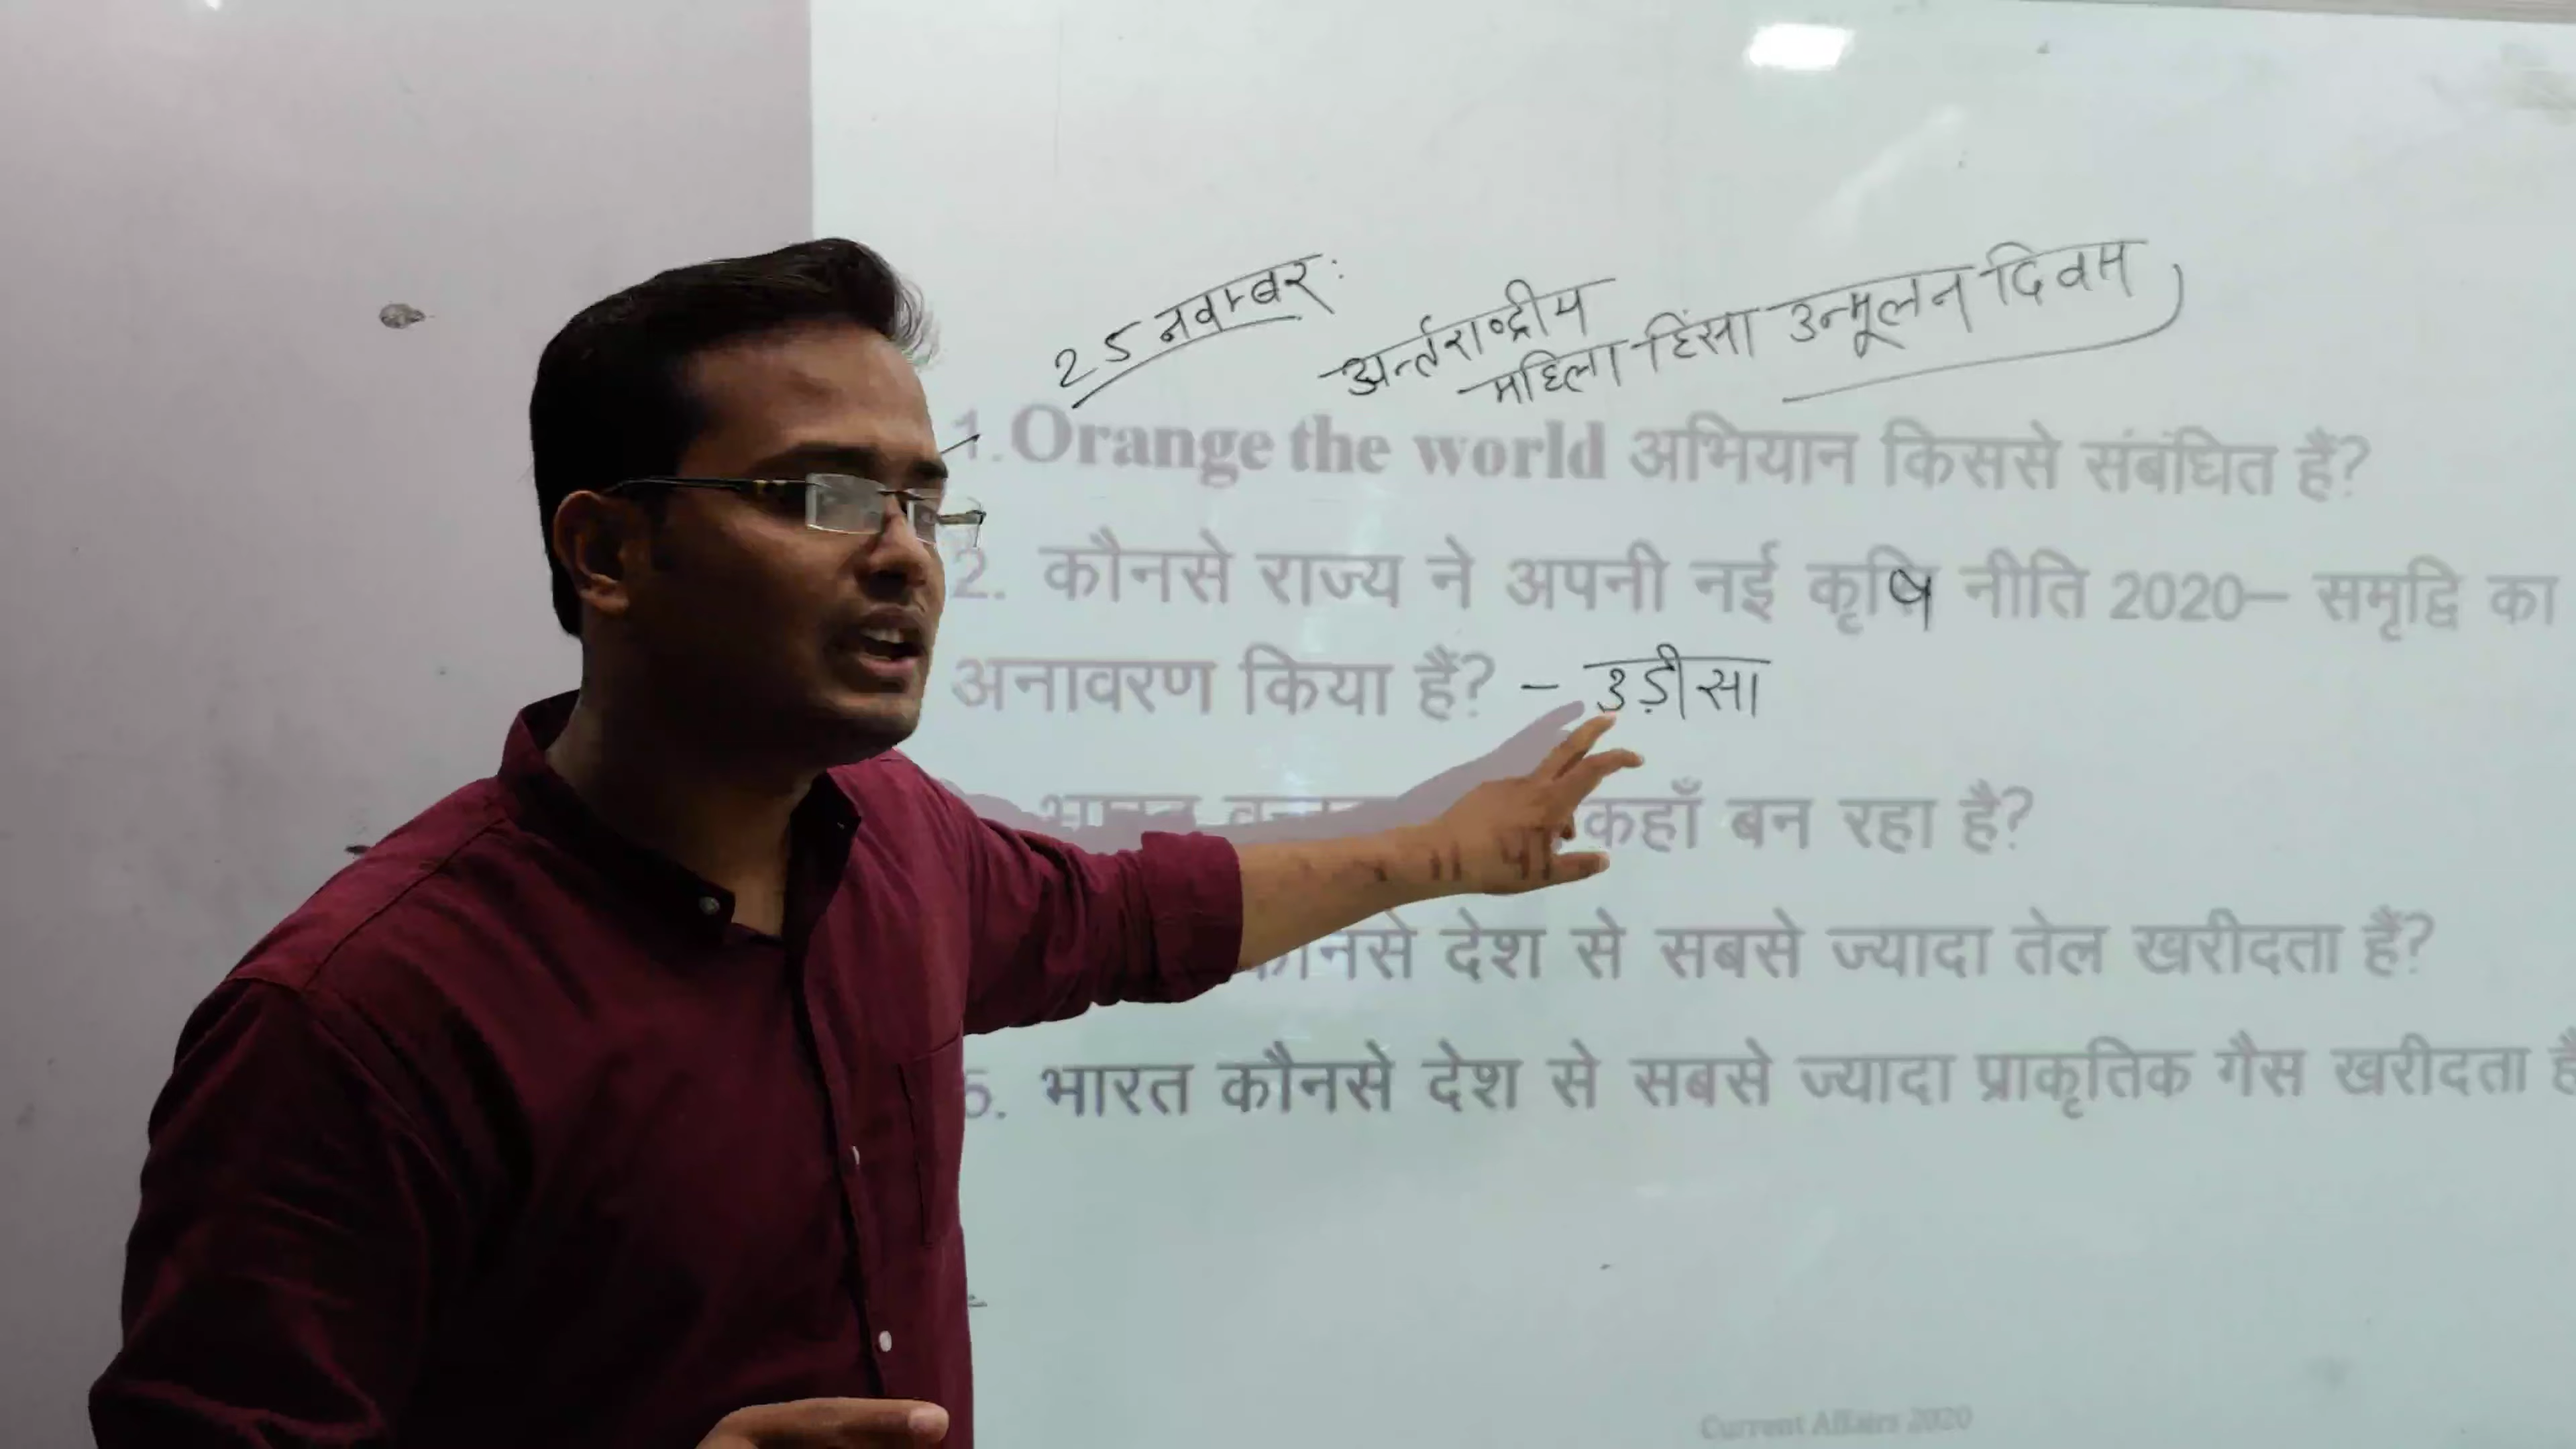 25 नवम्बर:
अर्न्तराष्ट्रीय
महिला हिंसा उन्मूलन दिवस
1. Orange the world अभियान किससे संबंधित हैं?
2. कौनसे राज्य ने अपनी नई कृषि नीति 2020– समृद्वि का
अनावरण किया हैं? – उड़ीसा
भारत कहाँ बन रहा है?
कौनसे देश से सबसे ज्यादा तेल खरीदता हैं?
5. भारत कौनसे देश से सबसे ज्यादा प्राकृतिक गैस खरीदता
Current Affairs 2020